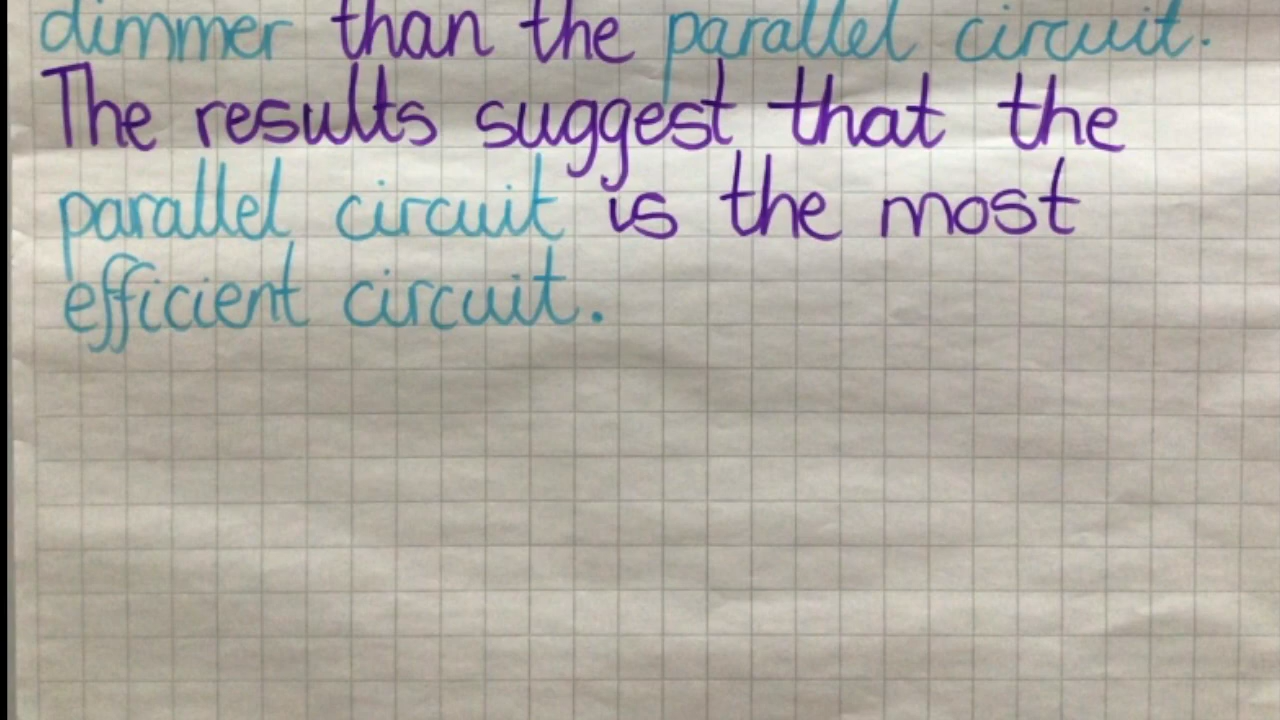 dimmer than the parallel circuit.
The results suggest that the
parallel circuit is the most
efficient circuit.